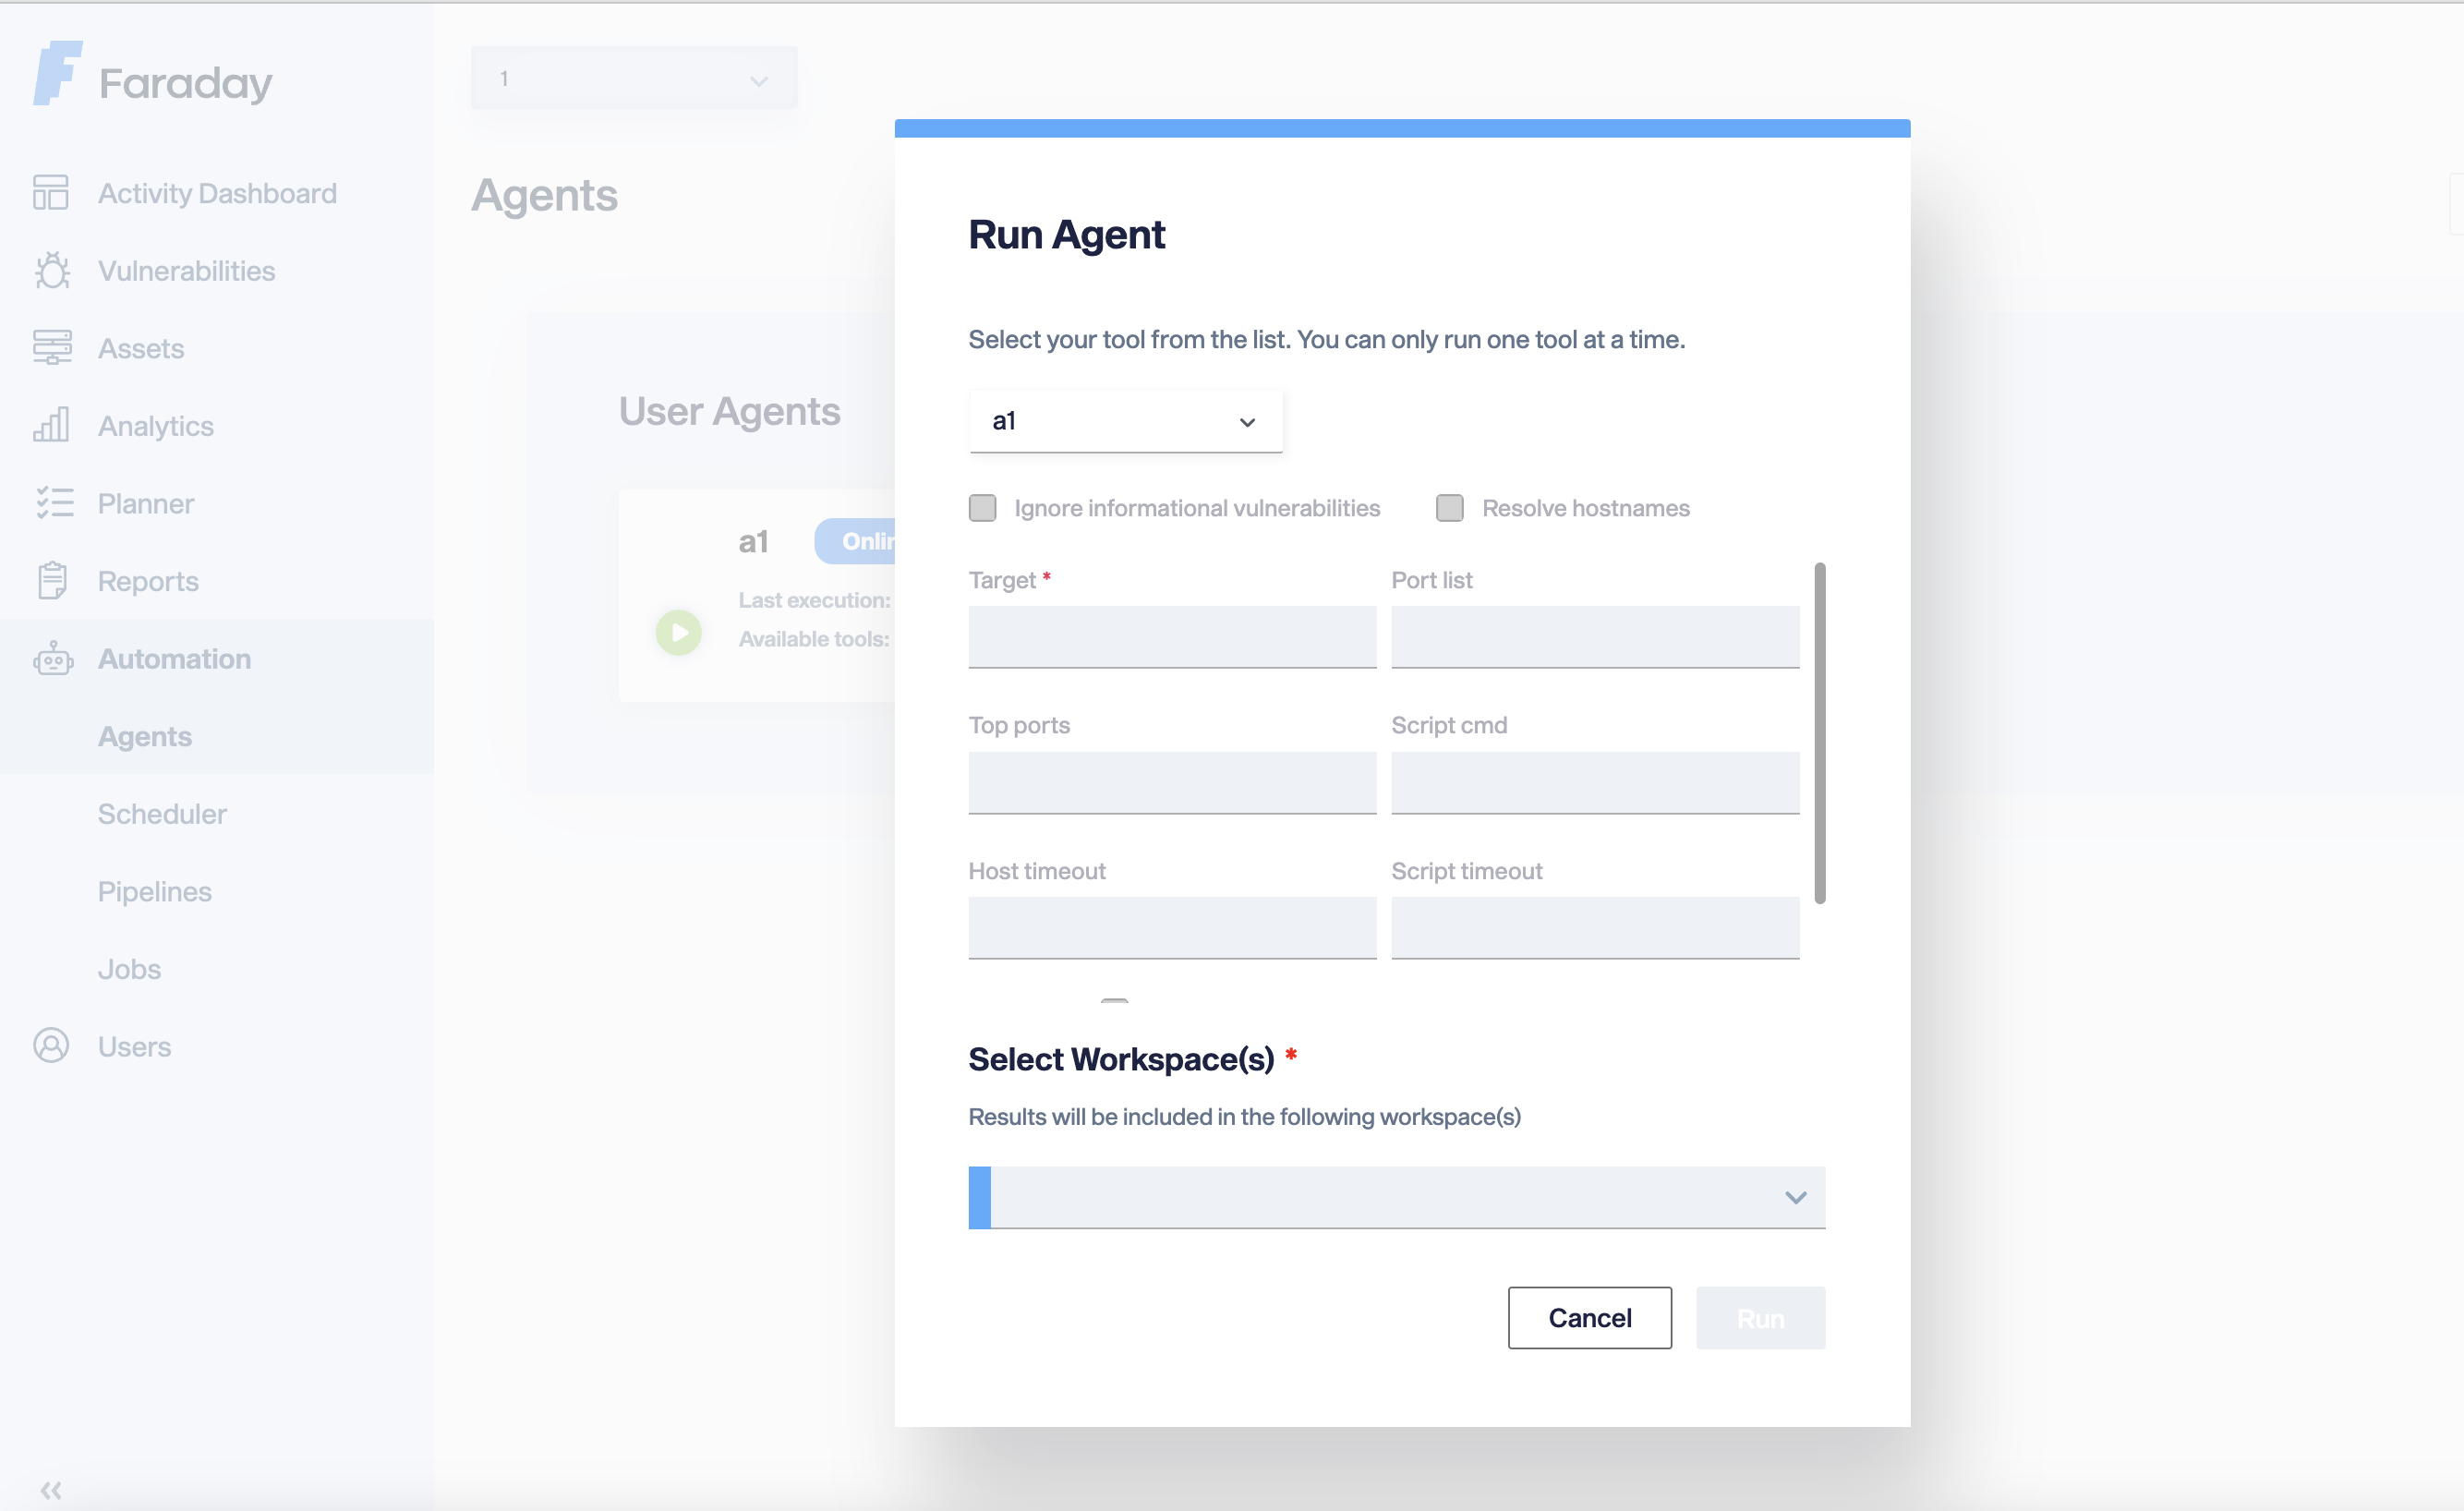 Faraday
1
Activity Dashboard
Vulnerabilities
Assets
Analytics
Planner
Reports
Automation
Agents
Scheduler
Pipelines
Jobs
Users
Agents
User Agents
a1
Last execution:
Available tools:
Run Agent
Select your tool from the list. You can only run one tool at a time.
a1
Ignore informational vulnerabilities Resolve hostnames
Target * Port list
Top ports Script cmd
Host timeout Script timeout
Select Workspace(s) *
Results will be included in the following workspace(s)
Cancel Run